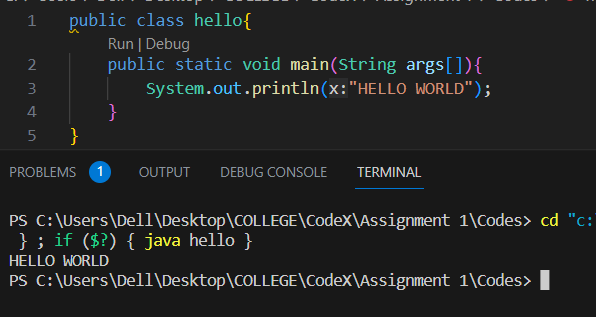 1 public class hello{
Run | Debug
2 public static void main(String args[]){
3 System.out.println(x:"HELLO WORLD");
4 }
5 }
PROBLEMS 1 OUTPUT DEBUG CONSOLE TERMINAL
PS C:\Users\Dell\Desktop\COLLEGE\CodeX\Assignment 1\Codes> cd "c:
} ; if ($?) { java hello }
HELLO WORLD
PS C:\Users\Dell\Desktop\COLLEGE\CodeX\Assignment 1\Codes>